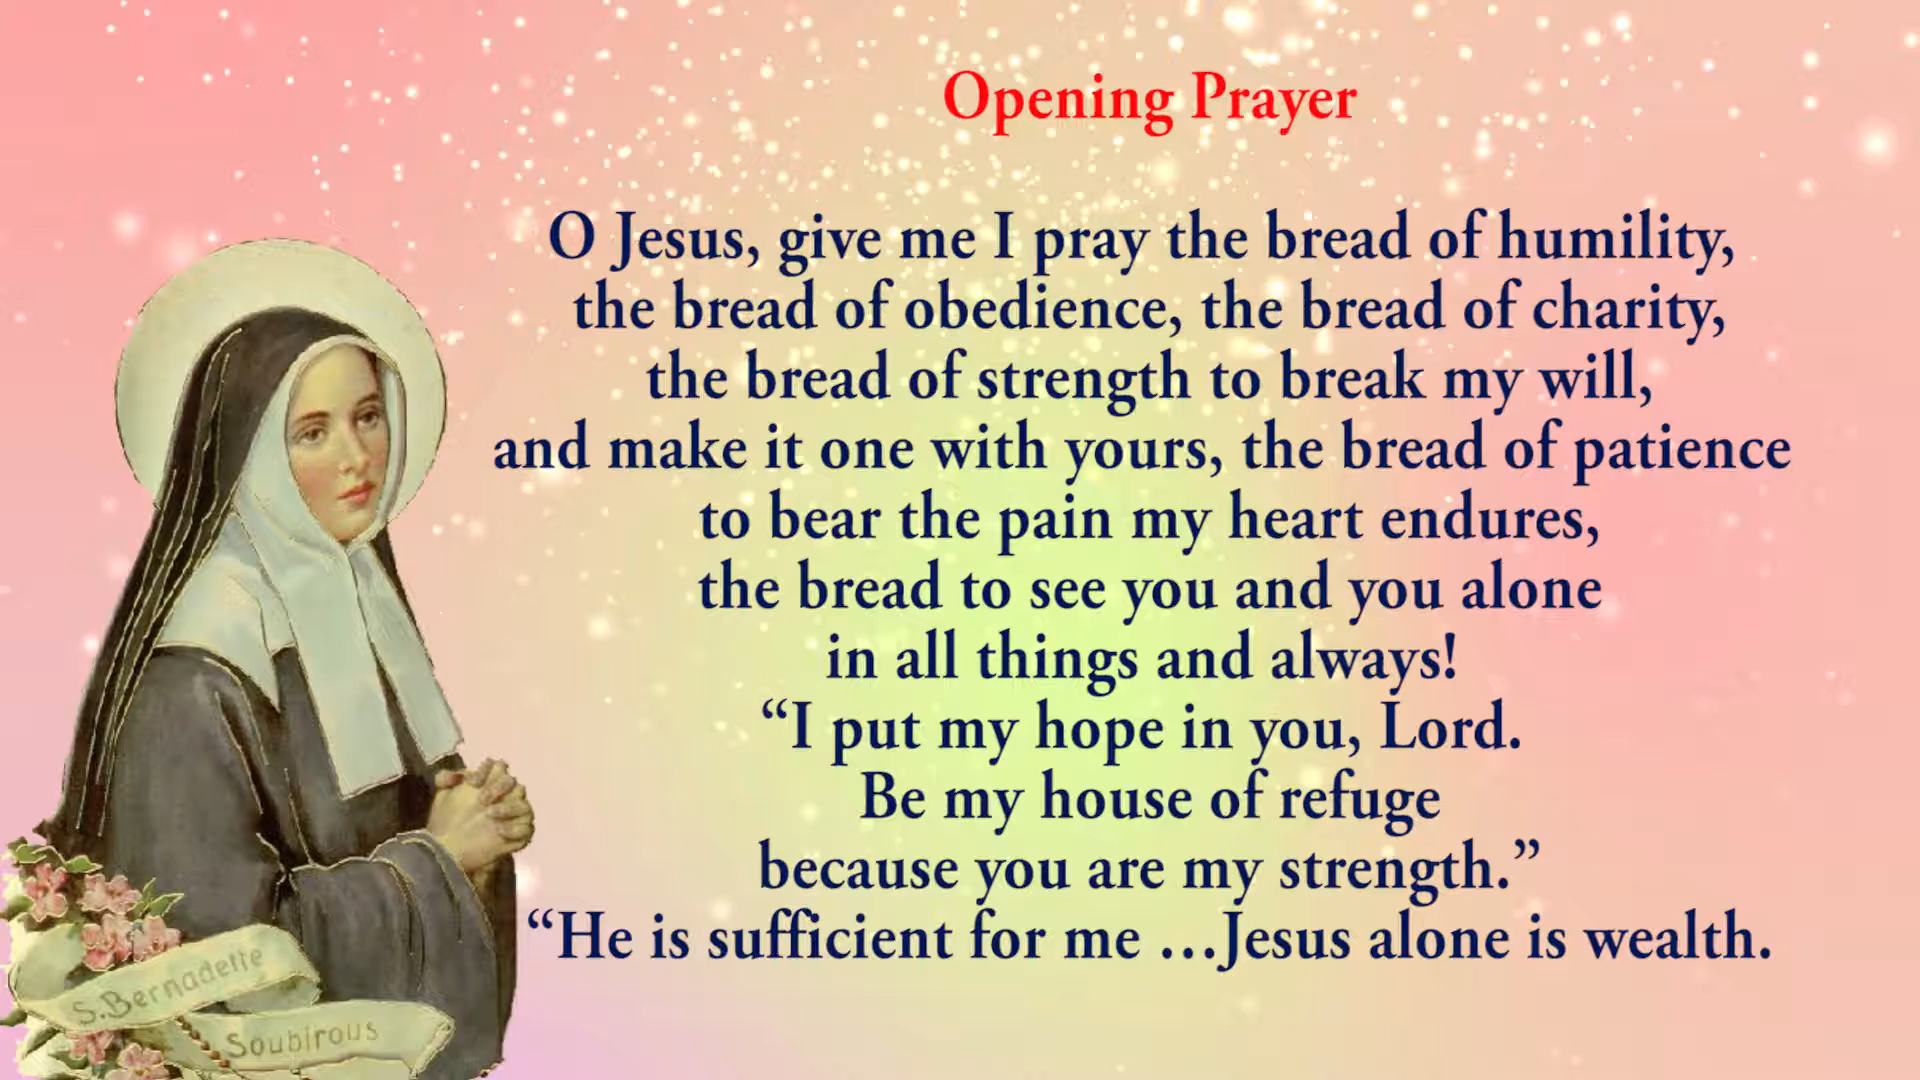 Opening Prayer
O Jesus, give me I pray the bread of humility,
the bread of obedience, the bread of charity,
the bread of strength to break my will,
and make it one with yours, the bread of patience
to bear the pain my heart endures,
the bread to see you and you alone
in all things and always!
“I put my hope in you, Lord.
Be my house of refuge
because you are my strength.”
“He is sufficient for me ...Jesus alone is wealth.
S. Bernadette
Soubirous